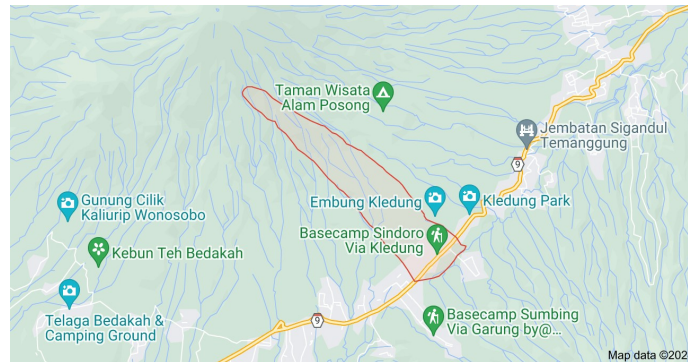 Taman Wisata
Alam Posong
Jembatan Sigandul
Temanggung
9
Gunung Cilik
Kaliurip Wonosobo
Embung Kledung
Kledung Park
Basecamp Sindoro
Via Kledung
Kebun Teh Bedakah
Telaga Bedakah &
Camping Ground
9
Basecamp Sumbing
Via Garung by@...
Map data ©202